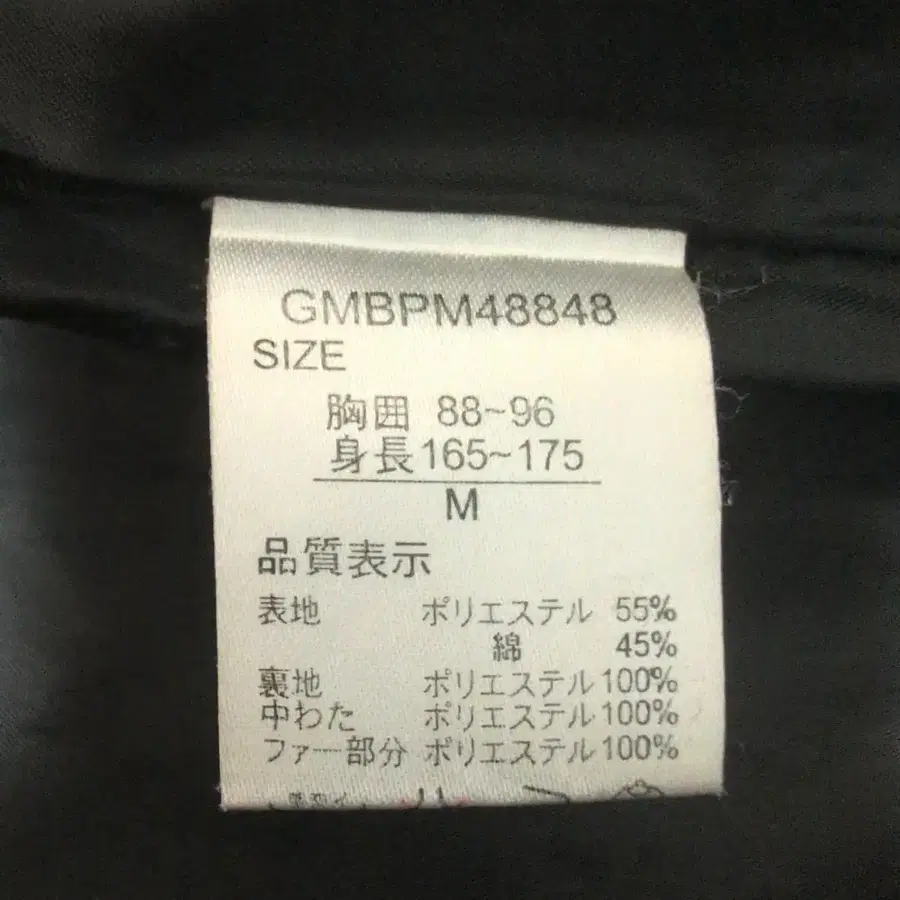 GMBPM48848
SIZE
胸囲 88~96
身長165~175
M
品質表示
表地 ポリエステル 55%
綿 45%
裏地 ポリエステル100%
中わた ポリエステル100%
ファー部分 ポリエステル100%